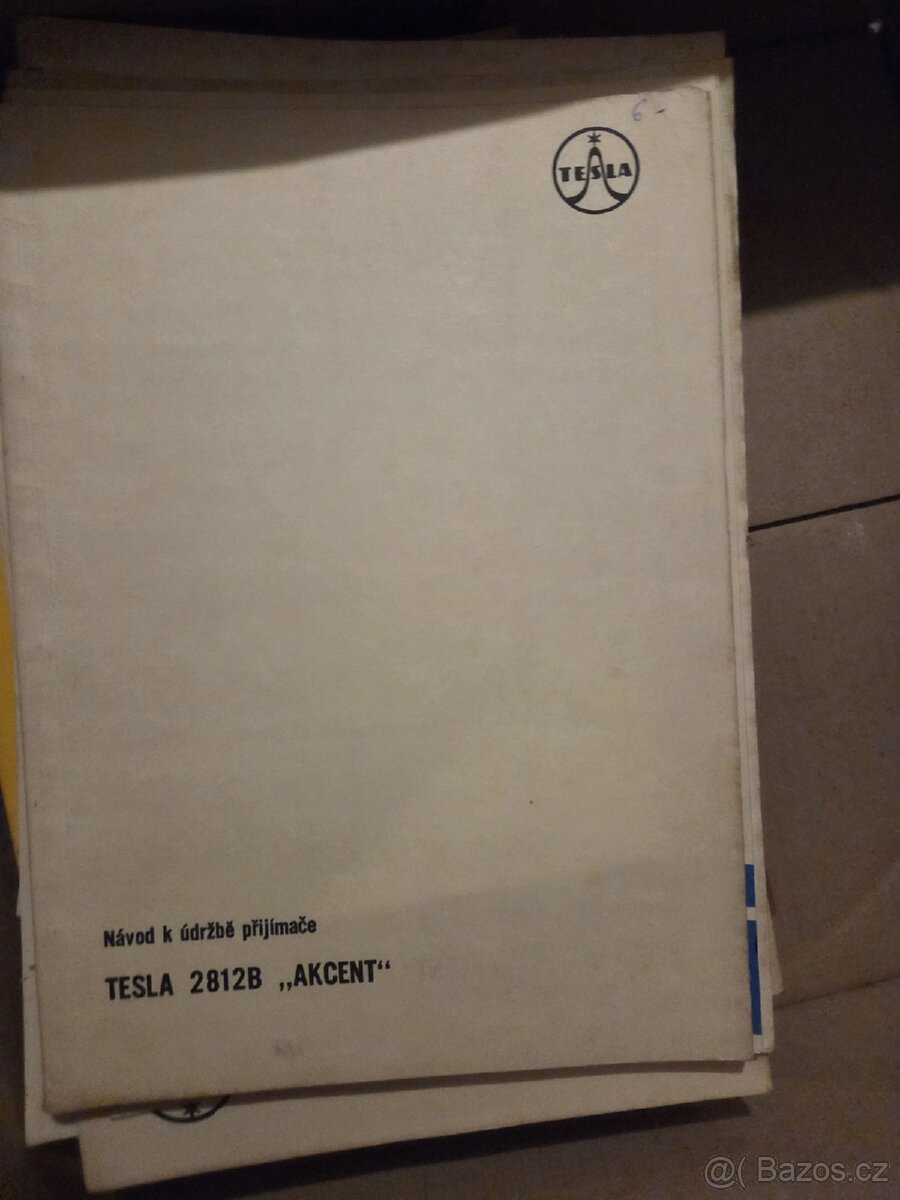 6-
TESLA
Návod k údržbě přijímače
TESLA 2812B „AKCENT“
@( Bazos.cz